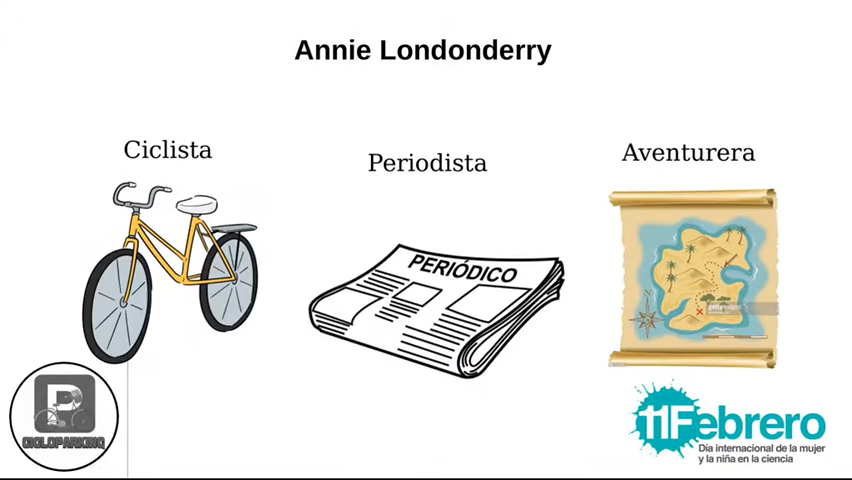 Annie Londonderry
Ciclista
Periodista
Aventurera
PERIÓDICO
N
P
CICLOPARKING
11Febrero
Día internacional de la mujer
y la niña en la ciencia